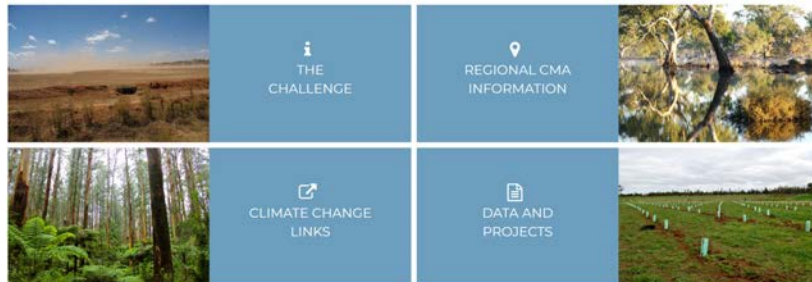 THE
CHALLENGE
REGIONAL CMA
INFORMATION
CLIMATE CHANGE
LINKS
DATA AND
PROJECTS